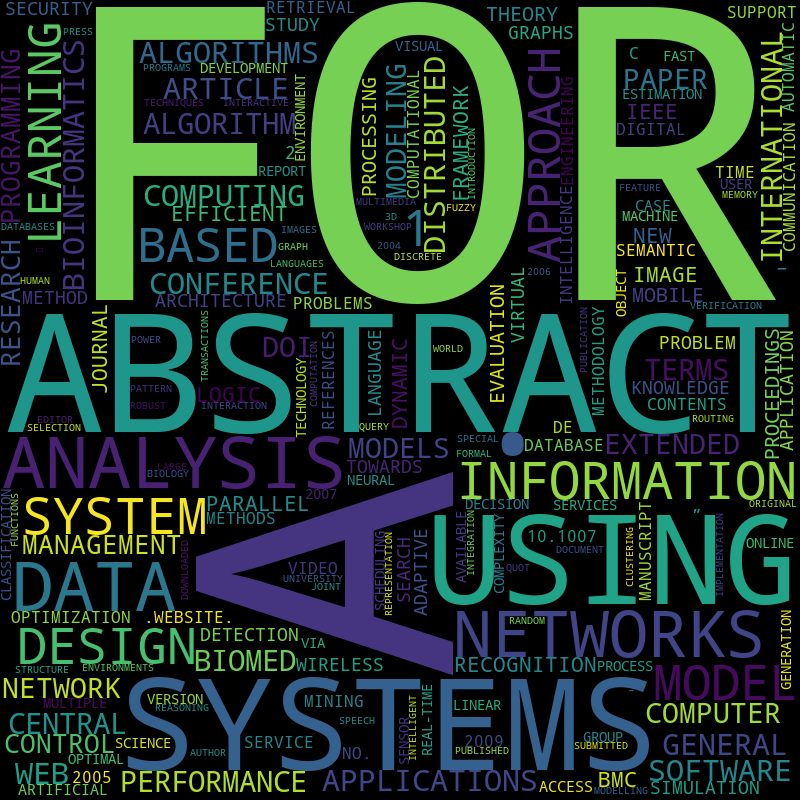 FOR
ABSTRACT
A
SYSTEMS
USING
ANALYSIS
NETWORKS
INFORMATION
DATA
SYSTEM
DESIGN
MODEL
BASED
LEARNING
APPROACH
SECURITY
RETRIEVAL
STUDY
PRESS
ALGORITHMS
PROGRAMS
DEVELOPMENT
ARTICLE
TECHNIQUES
INTERACTIVE
ALGORITHM
2
REPORT
ENVIRONMENT
COMPUTING
EFFICIENT
IMAGES
GRAPH
LANGUAGES
CONFERENCE
ARCHITECTURE
PROBLEMS
PROGRAMMING
BIOINFORMATICS
DATABASES
RESEARCH
HUMAN
METHOD
VISUAL
PROCESSING
MODELING
COMPUTATIONAL
DISTRIBUTED
FRAMEWORK
INTRODUCTION
MULTIMEDIA
FUZZY
3D
WORKSHOP
1
2004
DISCRETE
THEORY
GRAPHS
ENGINEERING
INTELLIGENCE
2006
VIRTUAL
SUPPORT
C
FAST
PAPER
ESTIMATION
IEEE
DIGITAL
AUTOMATIC
INTERNATIONAL
COMMUNICATION
TIME
USER
MEMORY
FEATURE
CASE
MACHINE
NEW
SEMANTIC
IMAGE
OBJECT
MOBILE
VERIFICATION
JOURNAL
POWER
TRANSACTIONS
DOI
PATTERN
LOGIC
ROBUST
INTERACTION
EDITOR
SELECTION
TECHNOLOGY
COMPUTATION
REFERENCES
LANGUAGE
DYNAMIC
QUERY
WORLD
EVALUATION
PUBLICATION
METHODOLOGY
PROBLEM
TERMS
KNOWLEDGE
CONTENTS
ROUTING
PROCEEDINGS
APPLICATION
LARGE
BIOLOGY
MODELS
TOWARDS
NEURAL
SPECIAL
FORMAL
DE
DATABASE
EXTENDED
ORIGINAL
CLASSIFICATION
FUNCTIONS
MANAGEMENT
PARALLEL
METHODS
2007
DOWNLOADED
VIDEO
UNIVERSITY
JOINT
SCHEDULING
REPRESENTATION
SEARCH
ADAPTIVE
AVAILABLE
INTEGRATION
DECISION
COMPLEXITY
SERVICES
10.1007
DOCUMENT
QUOT
CLUSTERING
MANUSCRIPT
ONLINE
IMPLEMENTATION
OPTIMIZATION
.WEBSITE.
DETECTION
VIA
BIOMED
WIRELESS
STRUCTURE
ENVIRONMENTS
RANDOM
RECOGNITION
PROCESS
GENERATION
NETWORK
MULTIPLE
VERSION
REASONING
MINING
SPEECH
CENTRAL
CONTROL
OPTIMAL
SCIENCE
AUTHOR
SERVICE
NO.
SENSOR
INTELLIGENT
REAL-TIME
LINEAR
2009
PUBLISHED
GROUP
SUBMITTED
COMPUTER
GENERAL
WEB
2005
ARTIFICIAL
PERFORMANCE
APPLICATIONS
ACCESS
BMC
MODELLING
SOFTWARE
SIMULATION